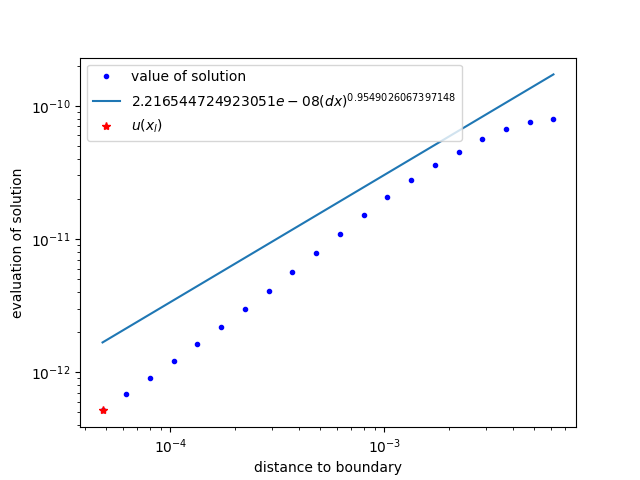 value of solution
2.216544724923051e − 08(dx)^0.9549026067397148
u(x_l)
10^−10
10^−11
10^−12
evaluation of solution
10^−4 10^−3
distance to boundary